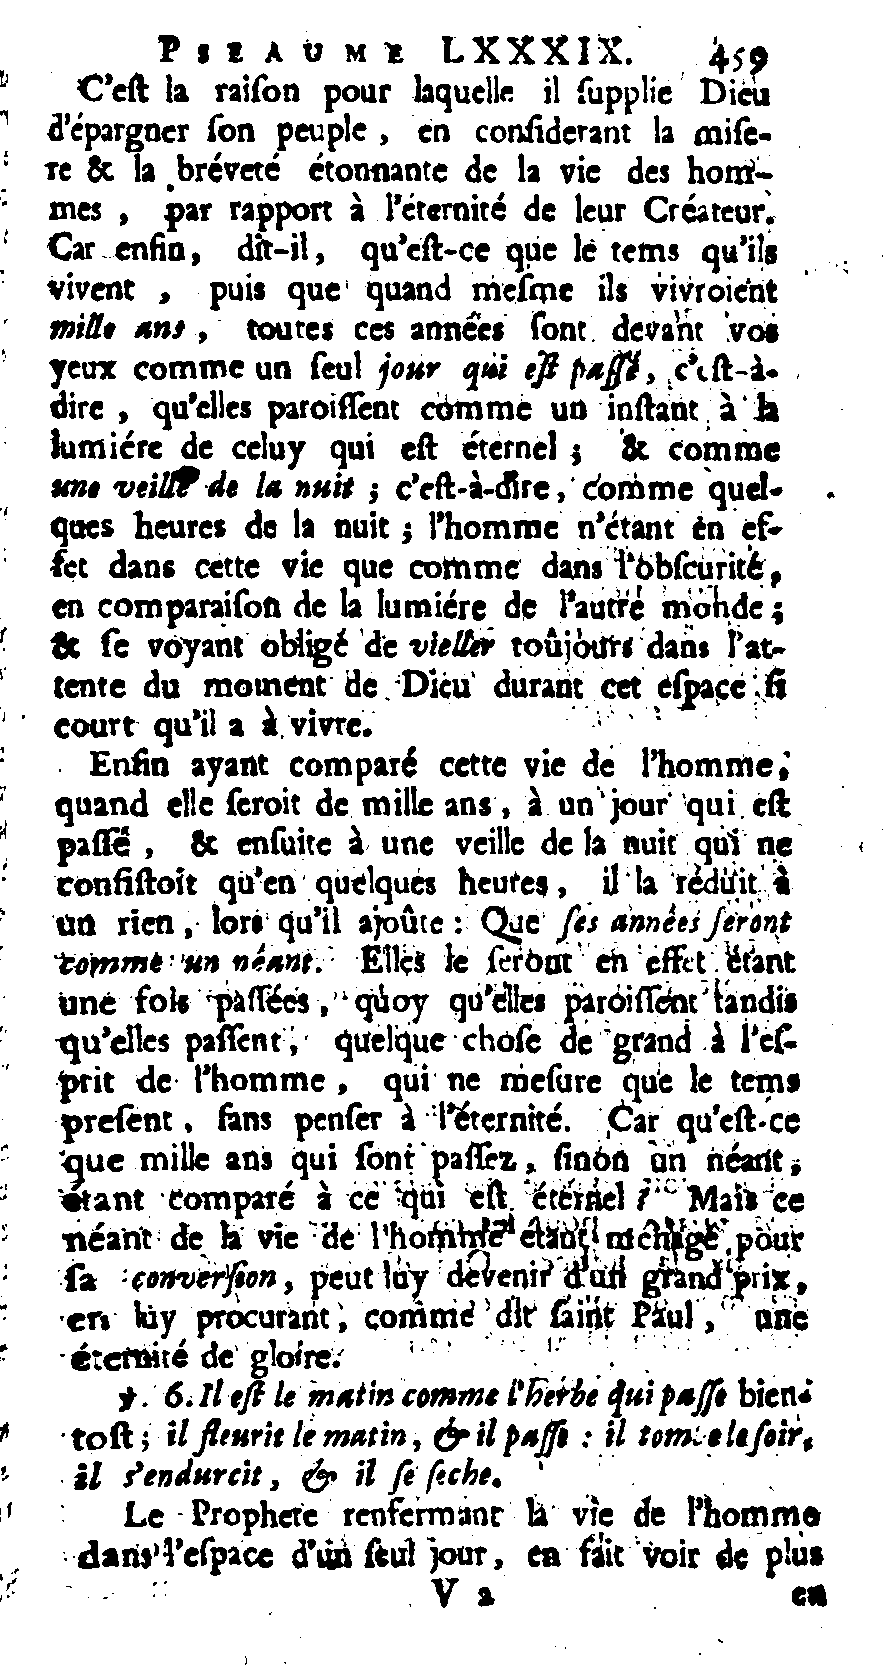 PSEAUME LXXXIX. 459
C'eſt la raiſon pour laquelle il ſupplie Dieu
d'épargner ſon peuple, en conſiderant la miſe-
re & la bréveté étonnante de la vie des hom-
mes, par rapport à l'éternité de leur Créateur.
Car enfin, dit-il, qu'eſt-ce que le tems qu'ils
vivent, puis que quand meſme ils vivroient
mille ans, toutes ces années ſont devant vos
yeux comme un ſeul jour qui eſt paſſé, c'eſt-à-
dire, qu'elles paroiſſent comme un inſtant à la
lumiére de celuy qui eſt éternel; & comme
une veille de la nuit; c'eſt-à-dire, comme quel-
ques heures de la nuit; l'homme n'étant en ef-
fet dans cette vie que comme dans l'obſcurité,
en comparaiſon de la lumiére de l'autre monde;
& ſe voyant obligé de vieller toûjours dans l'at-
tente du moment de Dieu durant cet eſpace ſi
court qu'il a à vivre.
Enfin ayant comparé cette vie de l'homme,
quand elle ſeroit de mille ans, à un jour qui eſt
paſſé, & enſuite à une veille de la nuit qui ne
conſiſtoit qu'en quelques heures, il la réduit à
un rien, lors qu'il ajoûte: Que ſes années ſeront
comme un néant. Elles le ſeront en effet étant
une fois paſſées, quoy qu'elles paroiſſent tandis
qu'elles paſſent, quelque choſe de grand à l'eſ-
prit de l'homme, qui ne meſure que le tems
preſent, ſans penſer à l'éternité. Car qu'eſt-ce
que mille ans qui ſont paſſez, ſinon un néant,
étant comparé à ce qui eſt éternel? Mais ce
néant de la vie de l'homme étant ménagé pour
ſa converſion, peut luy devenir d'un grand prix,
en luy procurant, comme dit ſaint Paul, une
éternité de gloire.
℣. 6. Il eſt le matin comme l'herbe qui paſſe bien-
toſt; il fleurit le matin, & il paſſe: il tombe le ſoir,
il s'endurcit, & il ſe ſeche.
Le Prophete renfermant la vie de l'homme
dans l'eſpace d'un ſeul jour, en fait voir de plus
V 2 en